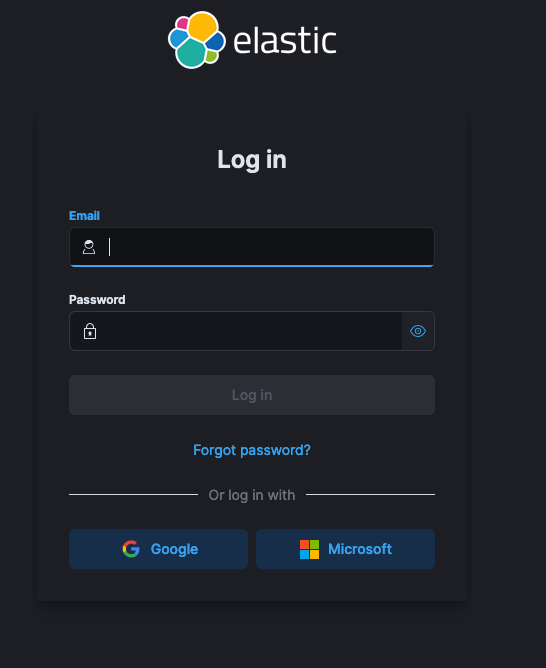 elastic
Log in
Email
Password
Log in
Forgot password?
Or log in with
Google
Microsoft